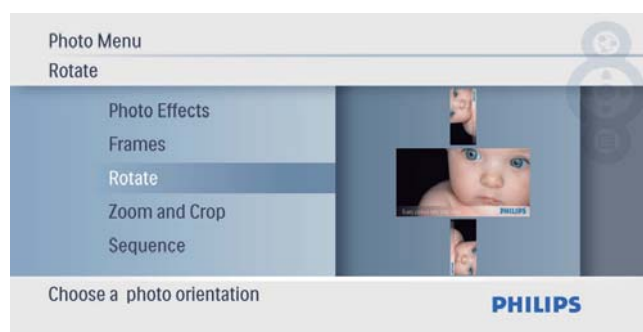 Photo Menu
Rotate
Photo Effects
Frames
Rotate
Zoom and Crop
Sequence
PHILIPS
Choose a photo orientation
PHILIPS